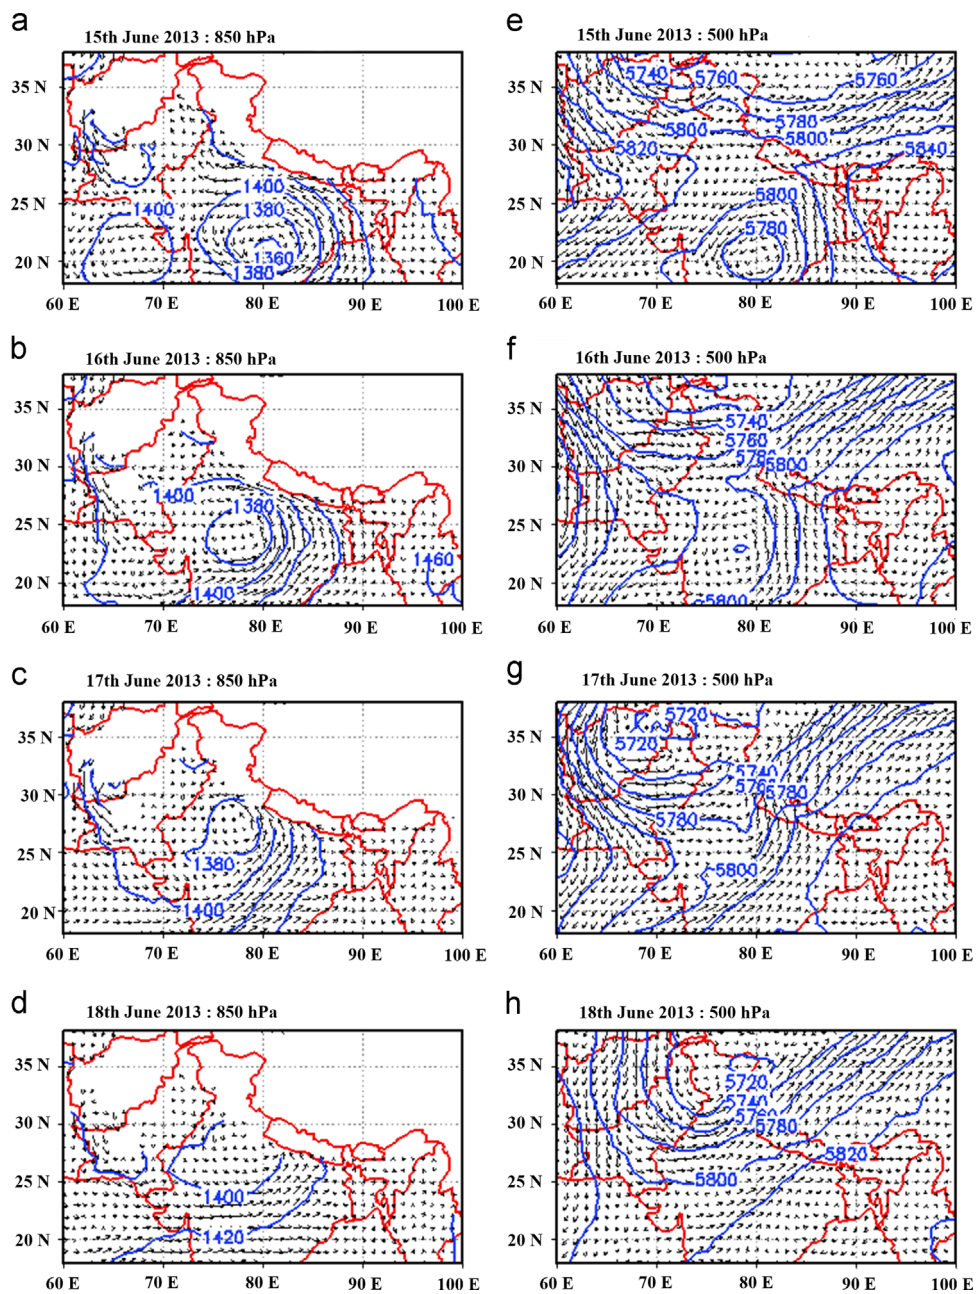 a
15th June 2013 : 850 hPa
35 N
30 N
25 N
20 N
1400
1400
1380
1360
1380
60 E 70 E 80 E 90 E 100 E
e
15th June 2013 : 500 hPa
35 N
30 N
25 N
20 N
5740
5760
5760
5780
5800
5800
5820
5840
5800
5780
60 E 70 E 80 E 90 E 100 E
b
16th June 2013 : 850 hPa
35 N
30 N
25 N
20 N
1400
1380
1460
1400
60 E 70 E 80 E 90 E 100 E
f
16th June 2013 : 500 hPa
35 N
30 N
25 N
20 N
5740
5760
5780
5800
5800
60 E 70 E 80 E 90 E 100 E
c
17th June 2013 : 850 hPa
35 N
30 N
25 N
20 N
1380
1400
60 E 70 E 80 E 90 E 100 E
g
17th June 2013 : 500 hPa
35 N
30 N
25 N
20 N
5720
5720
5740
5780
5780
5800
60 E 70 E 80 E 90 E 100 E
d
18th June 2013 : 850 hPa
35 N
30 N
25 N
20 N
1400
1420
60 E 70 E 80 E 90 E 100 E
h
18th June 2013 : 500 hPa
35 N
30 N
25 N
20 N
5720
5740
5760
5780
5820
5800
60 E 70 E 80 E 90 E 100 E